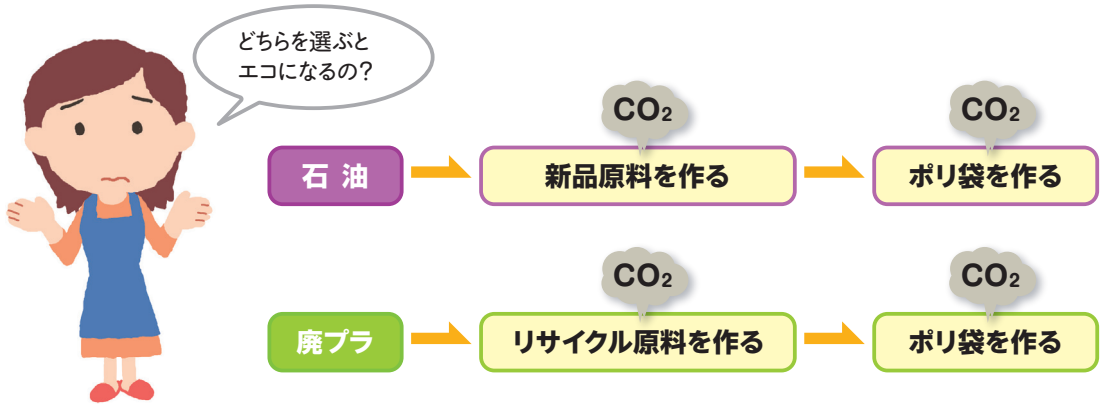 どちらを選ぶと
エコになるの？
CO₂
CO₂
石油
新品原料を作る
ポリ袋を作る
CO₂
CO₂
廃プラ
リサイクル原料を作る
ポリ袋を作る